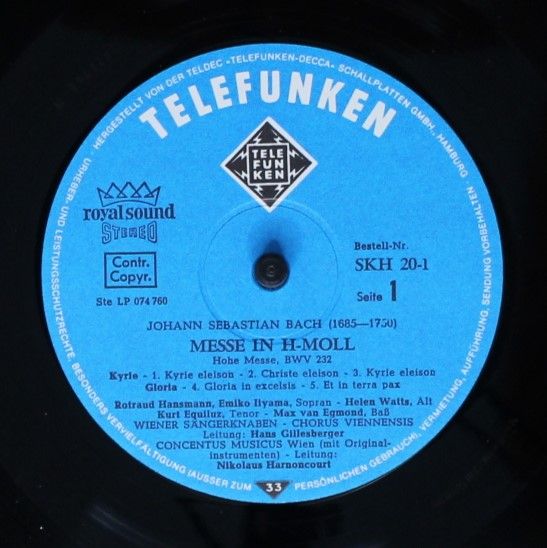 HERGESTELLT VON DER TELDEC »TELEFUNKEN-DECCA« SCHALLPLATTEN GMBH., HAMBURG
URHEBER- UND LEISTUNGSSCHUTZRECHTE, BESONDERS VERVIELFÄLTIGUNG (AUSSER ZUM PERSÖNLICHEN GEBRAUCH), VERMIETUNG, AUFFÜHRUNG, SENDUNG VORBEHALTEN
TELEFUNKEN
TELE
FUN
KEN
royal sound
STEREO
Contr.
Copyr.
Ste LP 074 760
Bestell-Nr.
SKH 20-1
Seite 1
JOHANN SEBASTIAN BACH (1685—1750)
MESSE IN H-MOLL
Hohe Messe, BWV 232
Kyrie - 1. Kyrie eleison - 2. Christe eleison - 3. Kyrie eleison
Gloria - 4. Gloria in excelsis - 5. Et in terra pax
Rotraud Hansmann, Emiko Iiyama, Sopran - Helen Watts, Alt
Kurt Equiluz, Tenor - Max van Egmond, Baß
WIENER SÄNGERKNABEN - CHORUS VIENNENSIS
Leitung: Hans Gillesberger
CONCENTUS MUSICUS Wien (mit Original-
instrumenten) - Leitung:
Nikolaus Harnoncourt
33